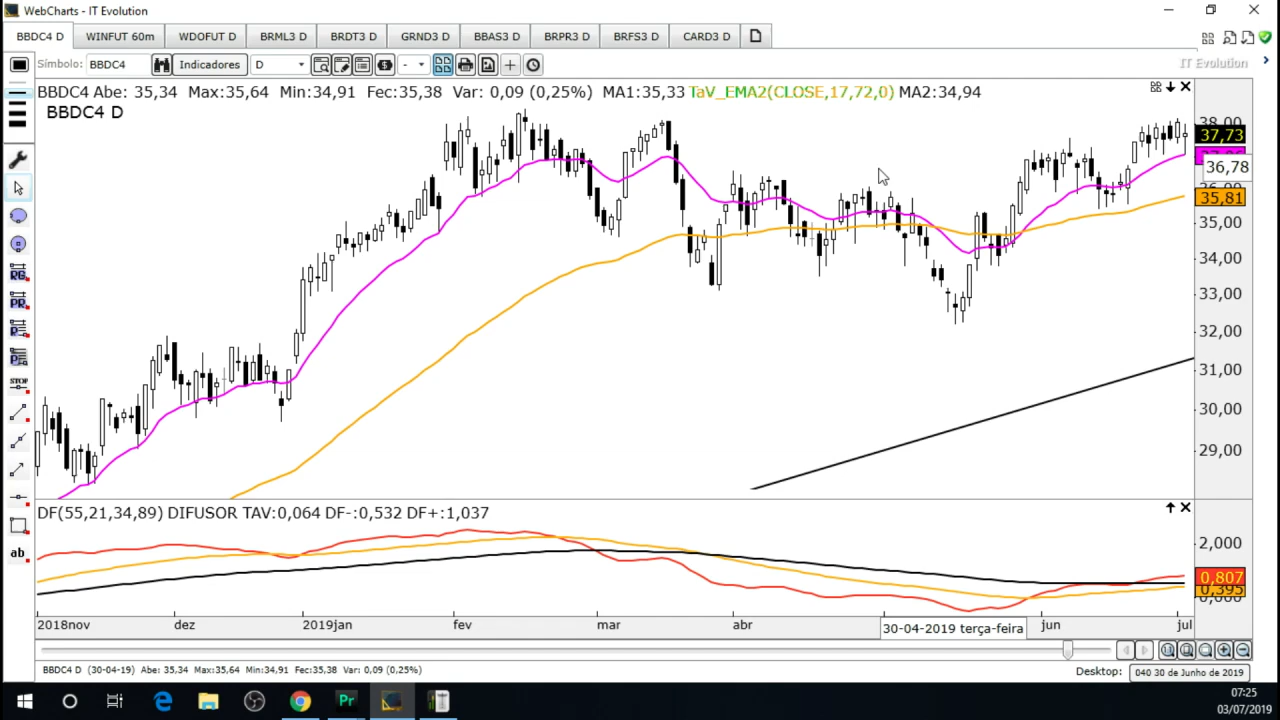 WebCharts - IT Evolution
BBDC4 D WINFUT 60m WDOFUT D BRML3 D BRDT3 D GRND3 D BBAS3 D BRPR3 D BRFS3 D CARD3 D
Símbolo: BBDC4 Indicadores D -
IT Evolution
BBDC4 Abe: 35,34 Max:35,64 Min:34,91 Fec:35,38 Var: 0,09 (0,25%) MA1:35,33 TaV_EMA2(CLOSE,17,72,0) MA2:34,94
BBDC4 D
38,00
37,73
36,78
35,81
35,00
34,00
33,00
32,00
31,00
30,00
29,00
RG
PR
STOP
ab
DF(55,21,34,89) DIFUSOR TAV:0,064 DF-:0,532 DF+:1,037
2,000
0,807
0,395
2018nov dez 2019jan fev mar abr 30-04-2019 terça-feira jun jul
BBDC4 D (30-04-19) Abe: 35,34 Max:35,64 Min:34,91 Fec:35,38 Var: 0,09 (0,25%)
Desktop: 040 30 de Junho de 2019
Pr
07:25
03/07/2019